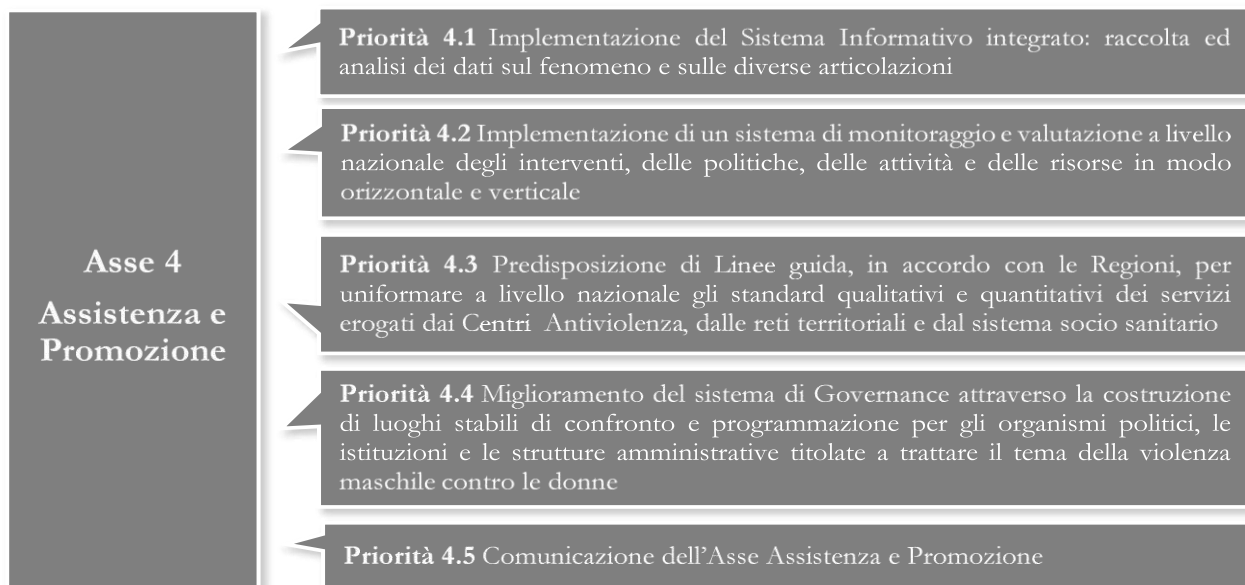 Asse 4
Assistenza e
Promozione
Priorità 4.1 Implementazione del Sistema Informativo integrato: raccolta ed
analisi dei dati sul fenomeno e sulle diverse articolazioni
Priorità 4.2 Implementazione di un sistema di monitoraggio e valutazione a livello
nazionale degli interventi, delle politiche, delle attività e delle risorse in modo
orizzontale e verticale
Priorità 4.3 Predisposizione di Linee guida, in accordo con le Regioni, per
uniformare a livello nazionale gli standard qualitativi e quantitativi dei servizi
erogati dai Centri Antiviolenza, dalle reti territoriali e dal sistema socio sanitario
Priorità 4.4 Miglioramento del sistema di Governance attraverso la costruzione
di luoghi stabili di confronto e programmazione per gli organismi politici, le
istituzioni e le strutture amministrative titolate a trattare il tema della violenza
maschile contro le donne
Priorità 4.5 Comunicazione dell'Asse Assistenza e Promozione